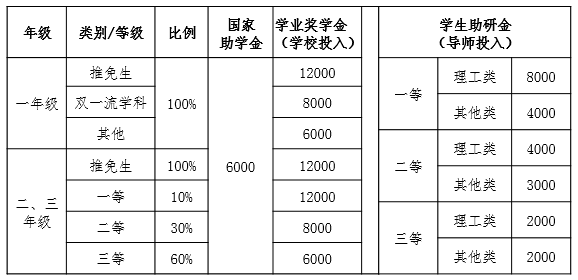 年级 类别/等级 比例 国家助学金 学业奖学金（学校投入） 学生助研金（导师投入）
一年级 推免生 100% 6000 12000 一等 理工类 8000
双一流学科 8000 其他类 4000
其他 6000
二、三年级 推免生 100% 12000 二等 理工类 4000
一等 10% 12000 其他类 3000
二等 30% 8000 三等 理工类 2000
三等 60% 6000 其他类 2000